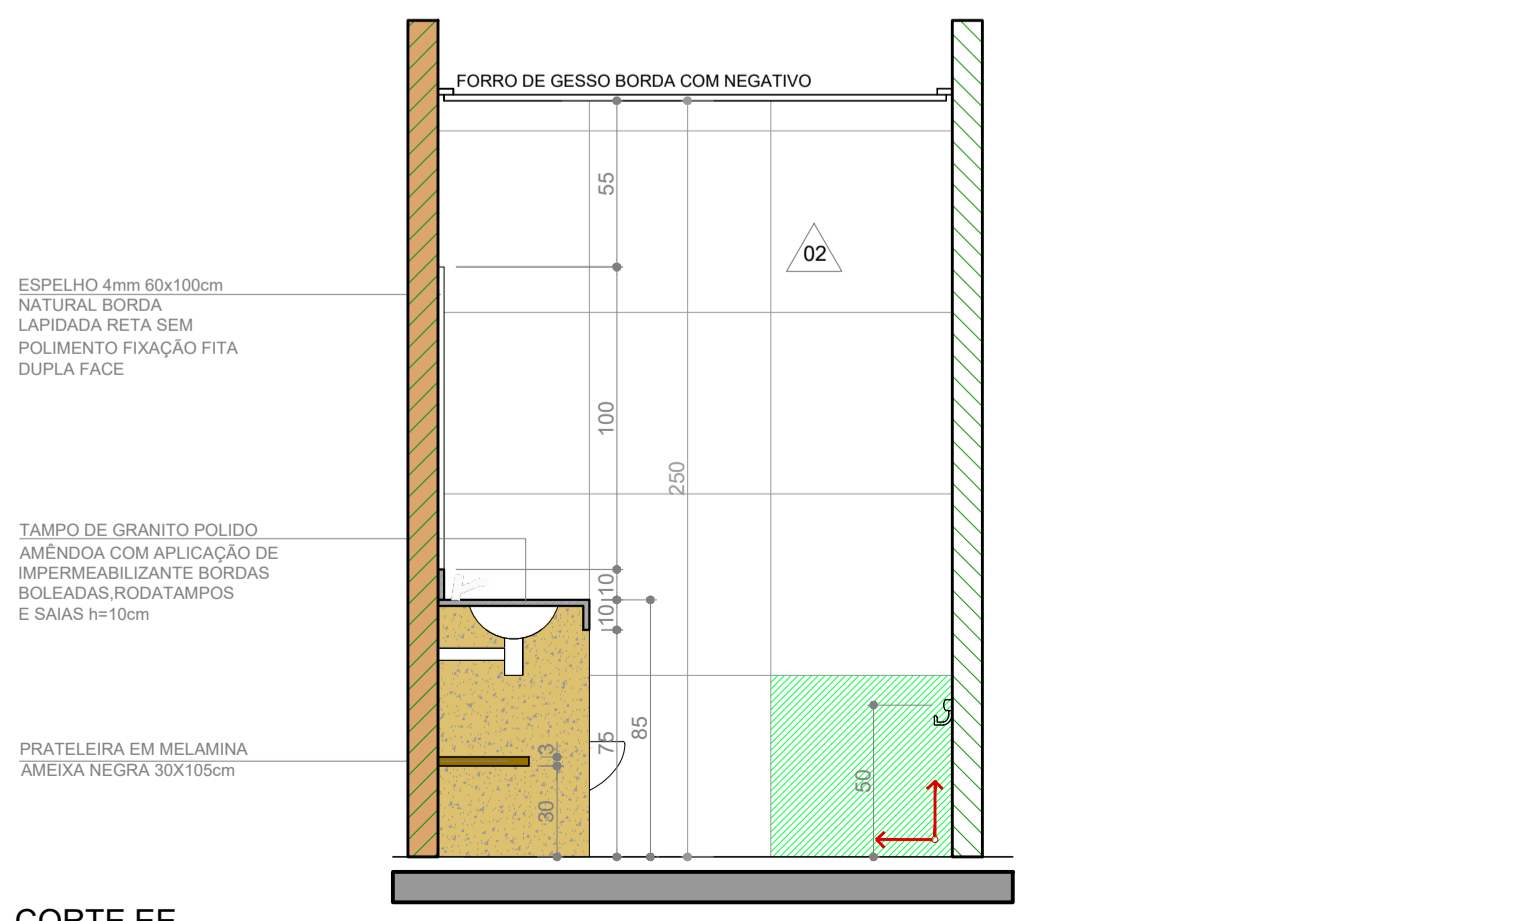 FORRO DE GESSO BORDA COM NEGATIVO
55
02
ESPELHO 4mm 60x100cm
NATURAL BORDA
LAPIDADA RETA SEM
POLIMENTO FIXAÇÃO FITA
DUPLA FACE
100
250
TAMPO DE GRANITO POLIDO
AMÊNDOA COM APLICAÇÃO DE
IMPERMEABILIZANTE BORDAS
BOLEADAS,RODATAMPOS
E SAIAS h=10cm
10
10
85
75
3
PRATELEIRA EM MELAMINA
AMEIXA NEGRA 30X105cm
50
30
CORTE